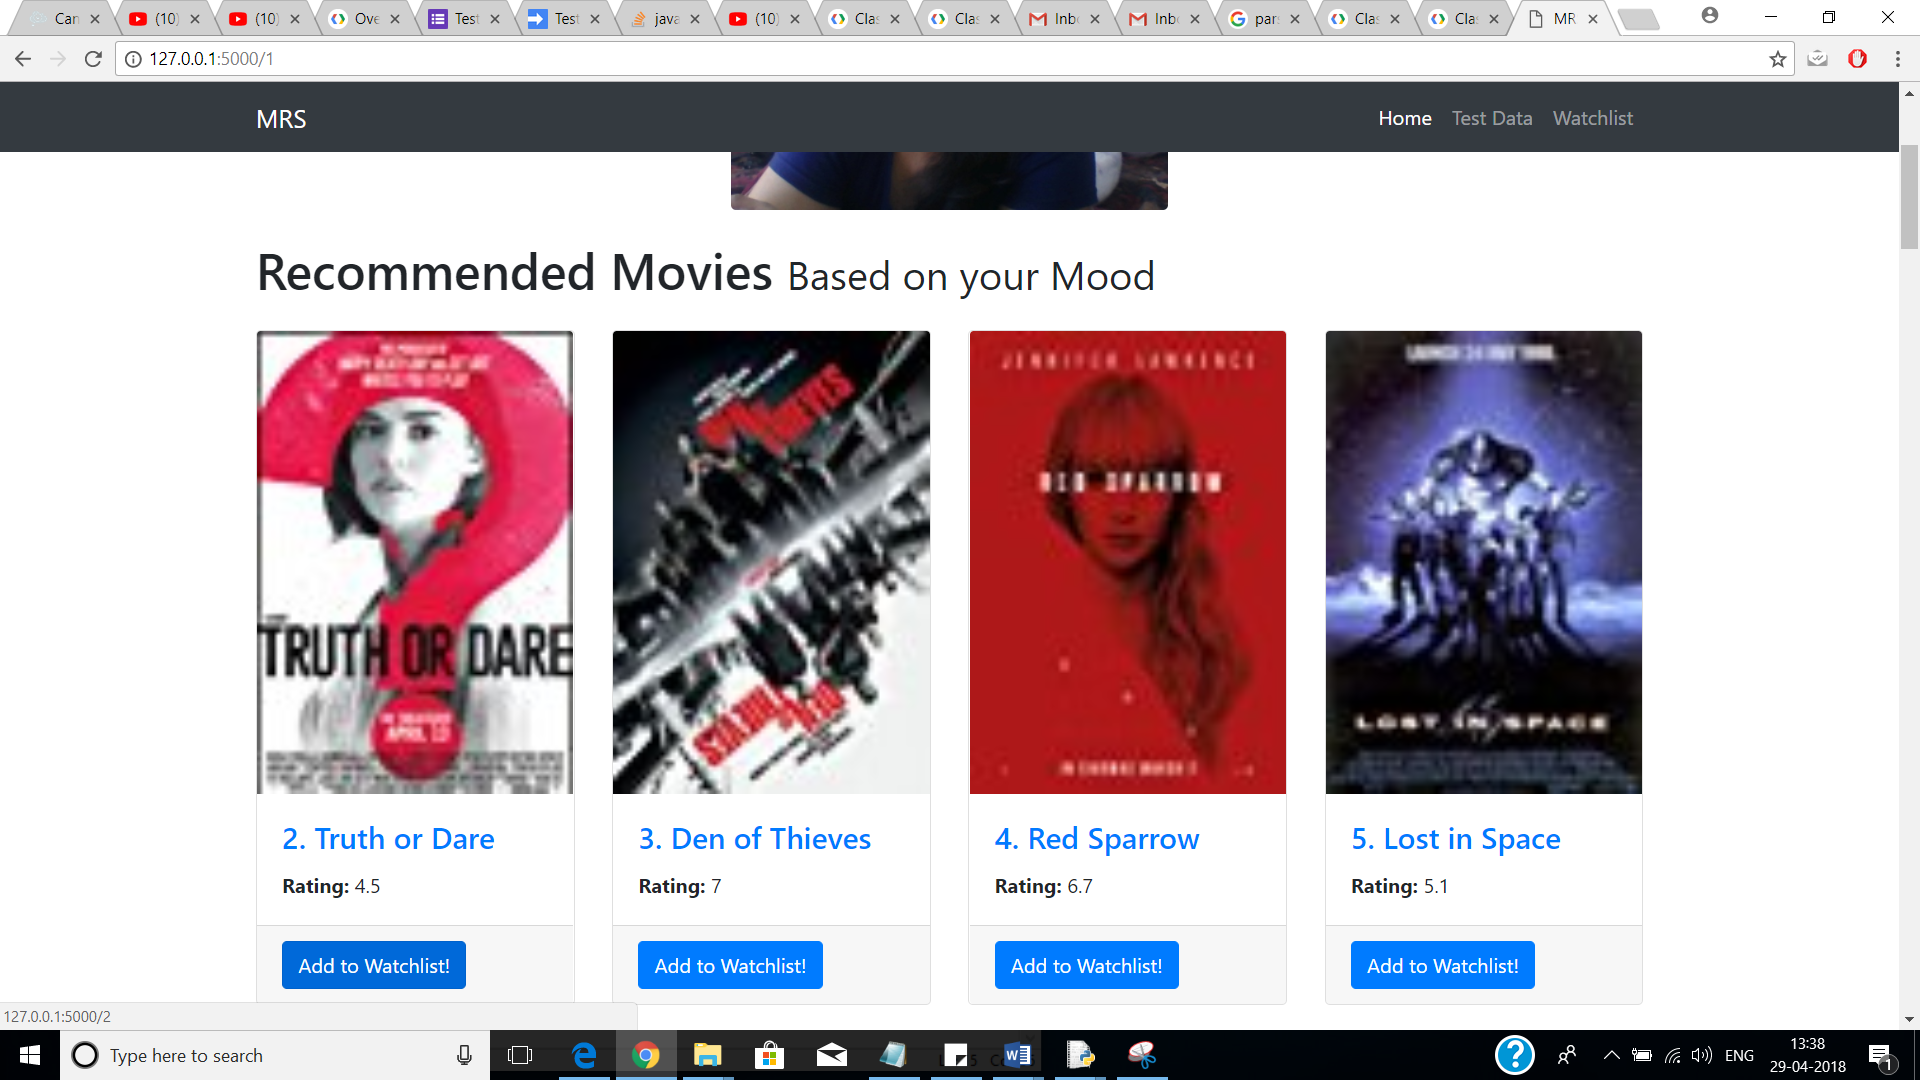 Can
(10)
(10)
Ove
Test
Test
java
(10)
Clas
Clas
Inbo
Inbo
pars
Clas
Clas
MR
127.0.0.1:5000/1
MRS
Home Test Data Watchlist
Recommended Movies Based on your Mood
TRUTH OR DARE
APRIL 13
JENNIFER LAWRENCE
RED SPARROW
LOST IN SPACE
2. Truth or Dare
Rating: 4.5
Add to Watchlist!
3. Den of Thieves
Rating: 7
Add to Watchlist!
4. Red Sparrow
Rating: 6.7
Add to Watchlist!
5. Lost in Space
Rating: 5.1
Add to Watchlist!
127.0.0.1:5000/2
Type here to search
ENG
13:38
29-04-2018
1